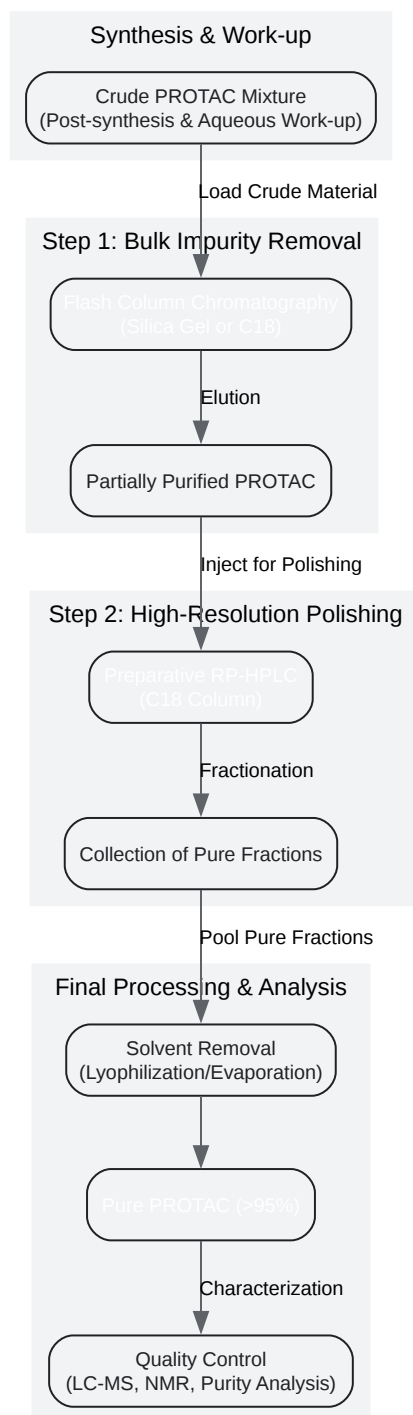 Synthesis & Work-up
Crude PROTAC Mixture
(Post-synthesis & Aqueous Work-up)
Load Crude Material
Step 1: Bulk Impurity Removal
Flash Column Chromatography
(Silica Gel or C18)
Elution
Partially Purified PROTAC
Inject for Polishing
Step 2: High-Resolution Polishing
Preparative RP-HPLC
(C18 Column)
Fractionation
Collection of Pure Fractions
Pool Pure Fractions
Final Processing & Analysis
Solvent Removal
(Lyophilization/Evaporation)
Pure PROTAC (>95%)
Characterization
Quality Control
(LC-MS, NMR, Purity Analysis)